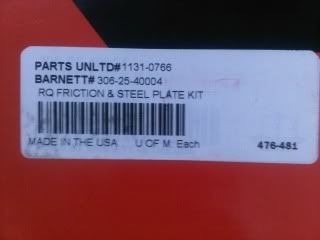 PARTS UNLTD#1131-0766
BARNETT# 306-25-40004
RQ FRICTION & STEEL PLATE KIT
MADE IN THE USA U OF M: Each 476-481